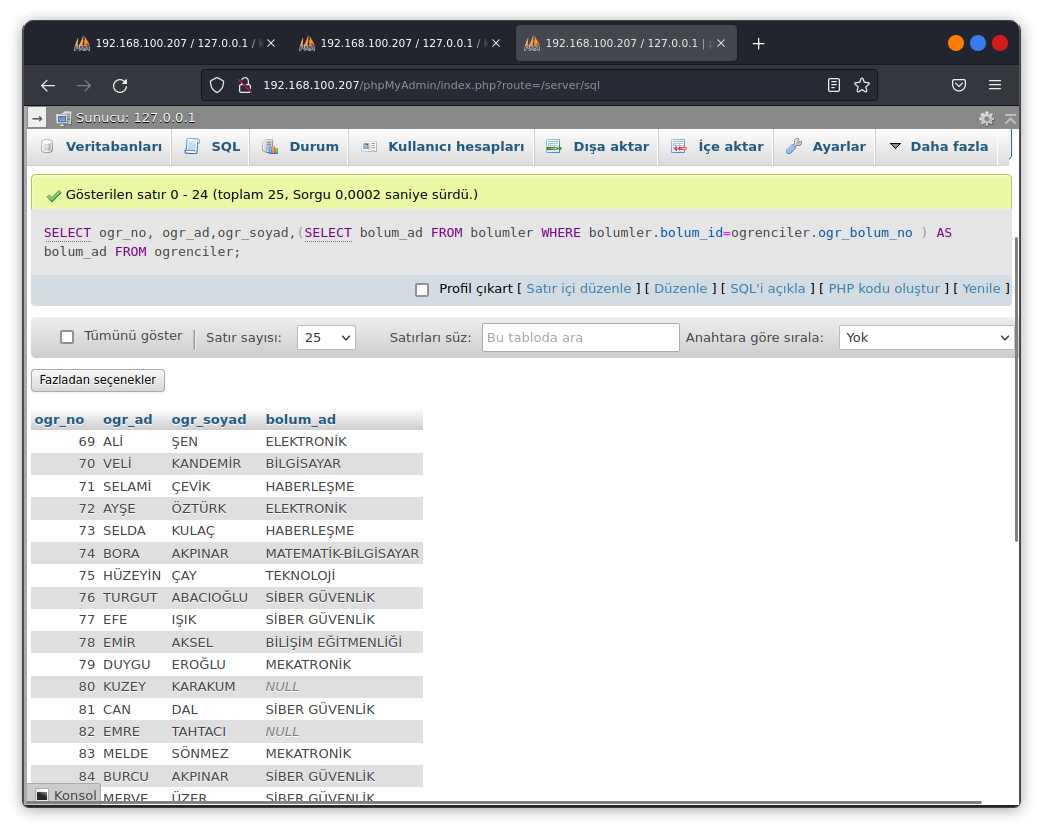 192.168.100.207 / 127.0.0.1 / 192.168.100.207 / 127.0.0.1 / 192.168.100.207 / 127.0.0.1 | p
192.168.100.207/phpMyAdmin/index.php?route=/server/sql
Sunucu: 127.0.0.1
Veritabanları SQL Durum Kullanıcı hesapları Dışa aktar İçe aktar Ayarlar Daha fazla
Gösterilen satır 0 - 24 (toplam 25, Sorgu 0,0002 saniye sürdü.)
SELECT ogr_no, ogr_ad,ogr_soyad,(SELECT bolum_ad FROM bolumler WHERE bolumler.bolum_id=ogrenciler.ogr_bolum_no ) AS
bolum_ad FROM ogrenciler;
Profil çıkart [ Satır içi düzenle ] [ Düzenle ] [ SQL'i açıkla ] [ PHP kodu oluştur ] [ Yenile ]
Tümünü göster Satır sayısı: 25 Satırları süz: Bu tabloda ara Anahtara göre sırala: Yok
Fazladan seçenekler
ogr_no ogr_ad ogr_soyad bolum_ad
69 ALİ ŞEN ELEKTRONİK
70 VELİ KANDEMİR BİLGİSAYAR
71 SELAMİ ÇEVİK HABERLEŞME
72 AYŞE ÖZTÜRK ELEKTRONİK
73 SELDA KULAÇ HABERLEŞME
74 BORA AKPINAR MATEMATİK-BİLGİSAYAR
75 HÜZEYİN ÇAY TEKNOLOJİ
76 TURGUT ABACIOĞLU SİBER GÜVENLİK
77 EFE IŞIK SİBER GÜVENLİK
78 EMİR AKSEL BİLİŞİM EĞİTMENLİĞİ
79 DUYGU EROĞLU MEKATRONİK
80 KUZEY KARAKUM NULL
81 CAN DAL SİBER GÜVENLİK
82 EMRE TAHTACI NULL
83 MELDE SÖNMEZ MEKATRONİK
84 BURCU AKPINAR SİBER GÜVENLİK
MERVE ÜZER SİBER GÜVENLİK
Konsol